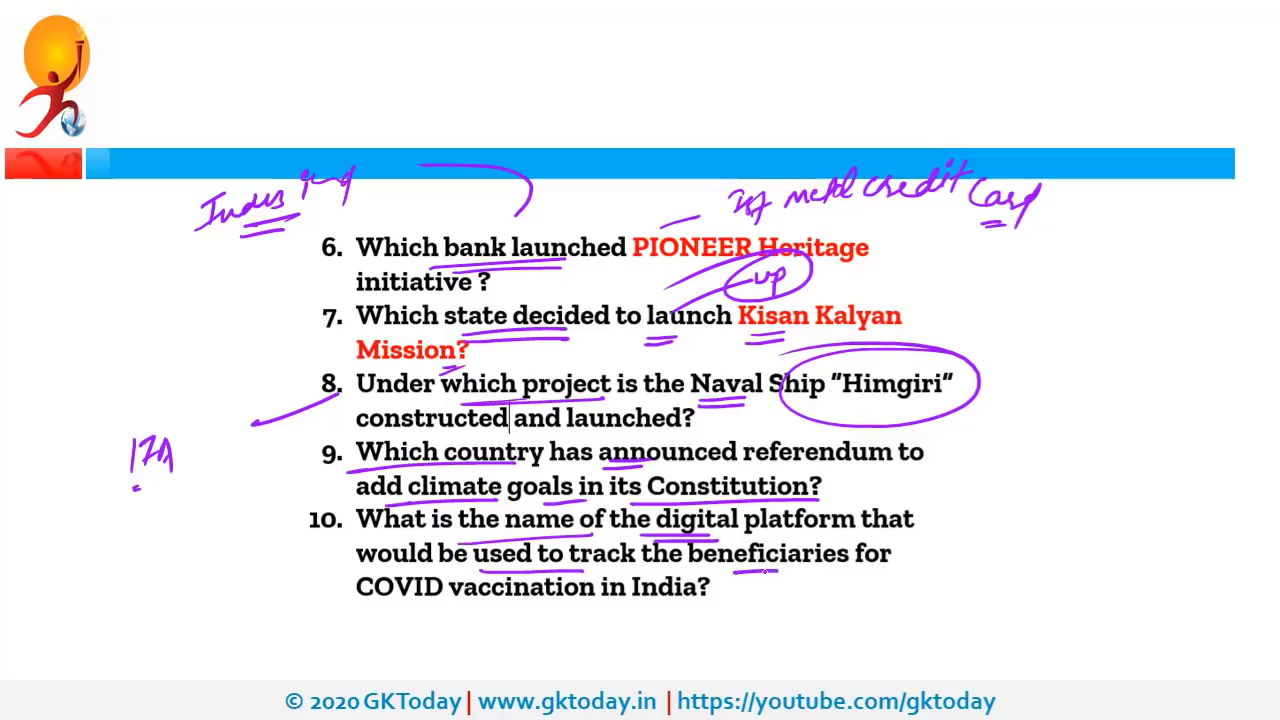 Indus Ind
1st metal credit card
6. Which bank launched PIONEER Heritage
initiative ?
up
7. Which state decided to launch Kisan Kalyan
Mission?
8. Under which project is the Naval Ship "Himgiri"
constructed and launched?
17A
9. Which country has announced referendum to
add climate goals in its Constitution?
10. What is the name of the digital platform that
would be used to track the beneficiaries for
COVID vaccination in India?
© 2020 GKToday | www.gktoday.in | https://youtube.com/gktoday